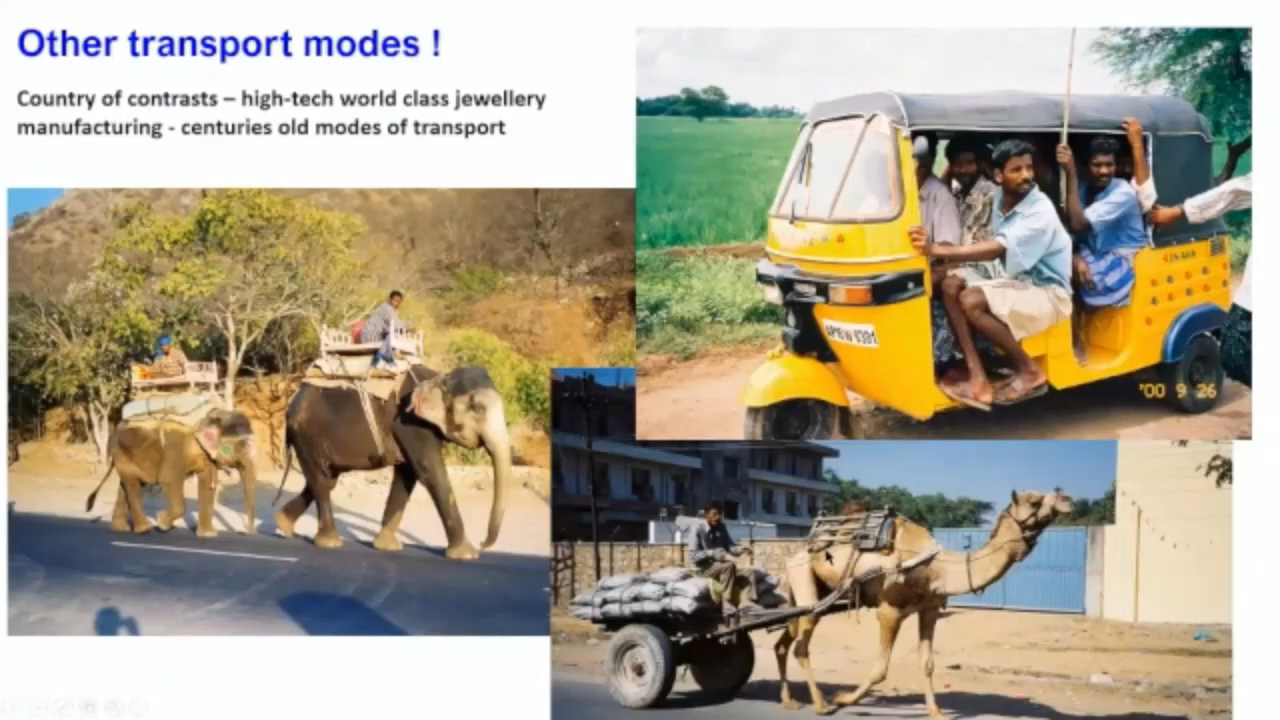 Other transport modes !
Country of contrasts – high-tech world class jewellery
manufacturing - centuries old modes of transport
'00 9 26